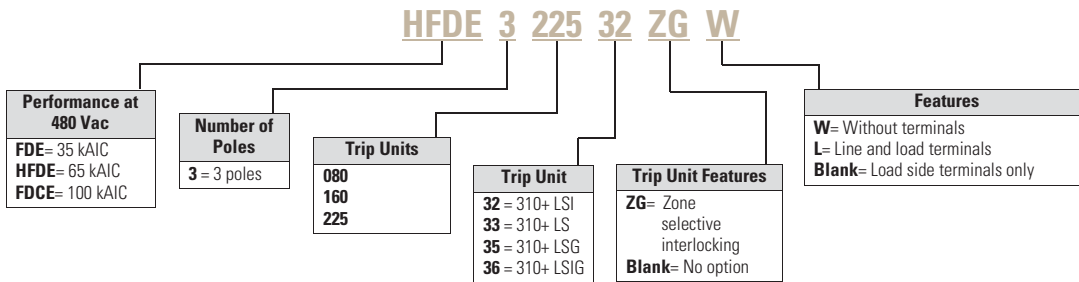 HFDE 3 225 32 ZG W
Performance at
480 Vac
FDE= 35 kAIC
HFDE= 65 kAIC
FDCE= 100 kAIC
Number of
Poles
3 = 3 poles
Trip Units
080
160
225
Trip Unit
32 = 310+ LSI
33 = 310+ LS
35 = 310+ LSG
36 = 310+ LSIG
Trip Unit Features
ZG= Zone
selective
interlocking
Blank= No option
Features
W= Without terminals
L= Line and load terminals
Blank= Load side terminals only